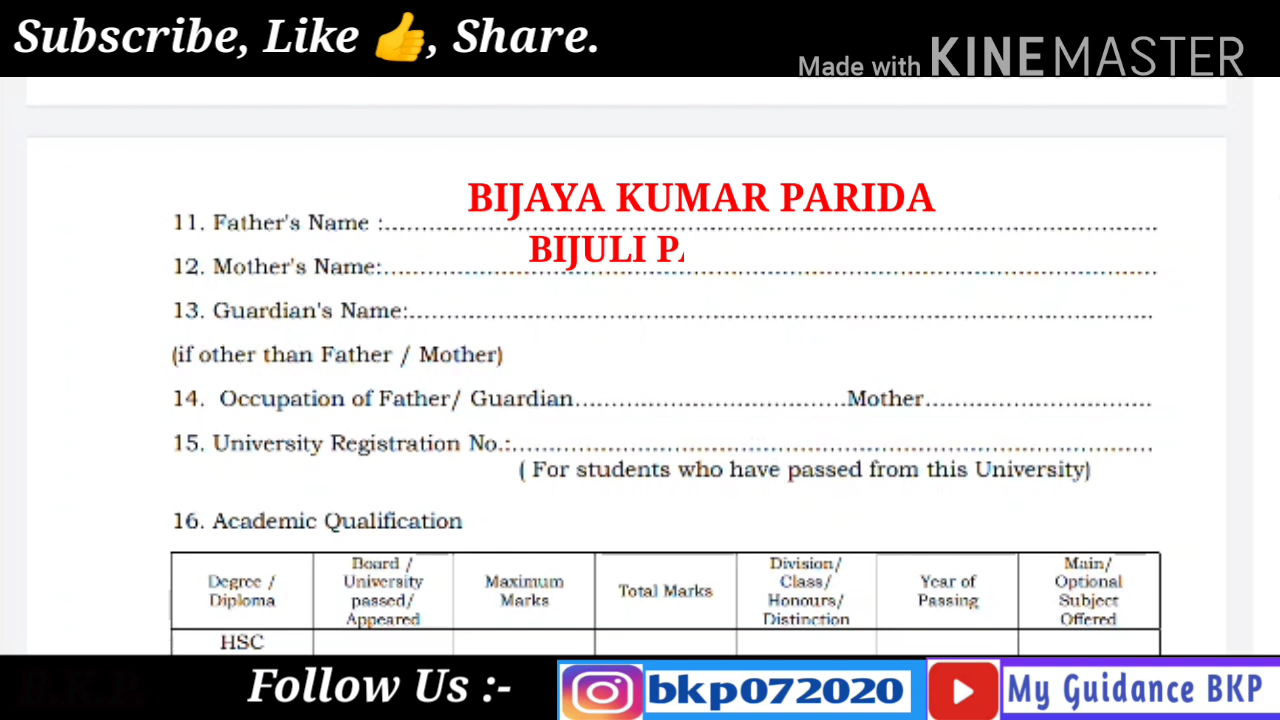 Subscribe, Like 👍, Share.
Made with KINEMASTER
BIJAYA KUMAR PARIDA
11. Father's Name :
BIJULI
12. Mother's Name:
13. Guardian's Name:
(if other than Father / Mother)
14. Occupation of Father/ Guardian Mother
15. University Registration No.:
( For students who have passed from this University)
16. Academic Qualification
Degree / Diploma
Board / University passed/ Appeared
Maximum Marks
Total Marks
Division/ Class/ Honours/ Distinction
Year of Passing
Main/ Optional Subject Offered
HSC
Follow Us :-
bkp072020
My Guidance BKP